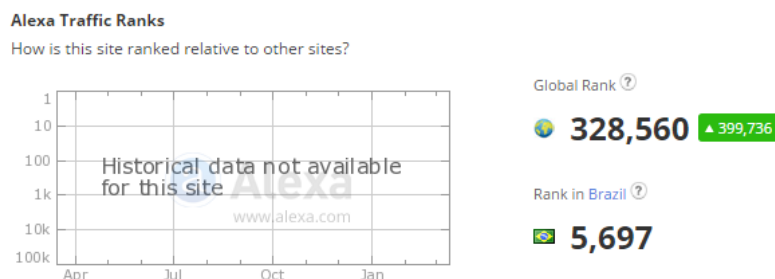 Alexa Traffic Ranks
How is this site ranked relative to other sites?
Global Rank ?
328,560 ▲ 399,736
Rank in Brazil ?
5,697
1
10
100
1k
10k
100k
Historical data not available
for this site
Alexa
www.alexa.com
Apr Jul Oct Jan